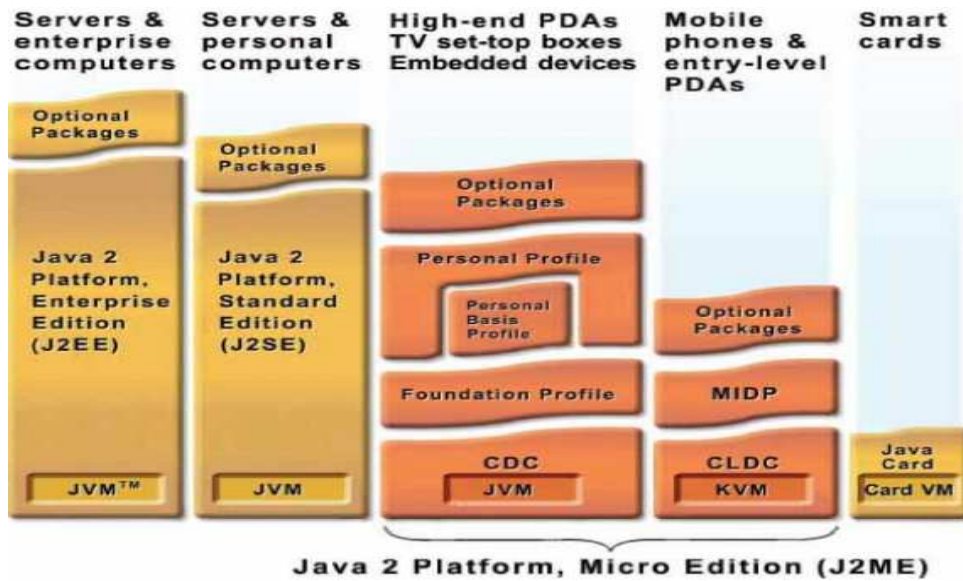 Servers &
enterprise
computers
Servers &
personal
computers
High-end PDAs
TV set-top boxes
Embedded devices
Mobile
phones &
entry-level
PDAs
Smart
cards
Optional
Packages
Java 2
Platform,
Enterprise
Edition
(J2EE)
JVM™
Optional
Packages
Java 2
Platform,
Standard
Edition
(J2SE)
JVM
Optional
Packages
Personal Profile
Personal
Basis
Profile
Foundation Profile
CDC
JVM
Optional
Packages
MIDP
CLDC
KVM
Java
Card
Card VM
Java 2 Platform, Micro Edition (J2ME)